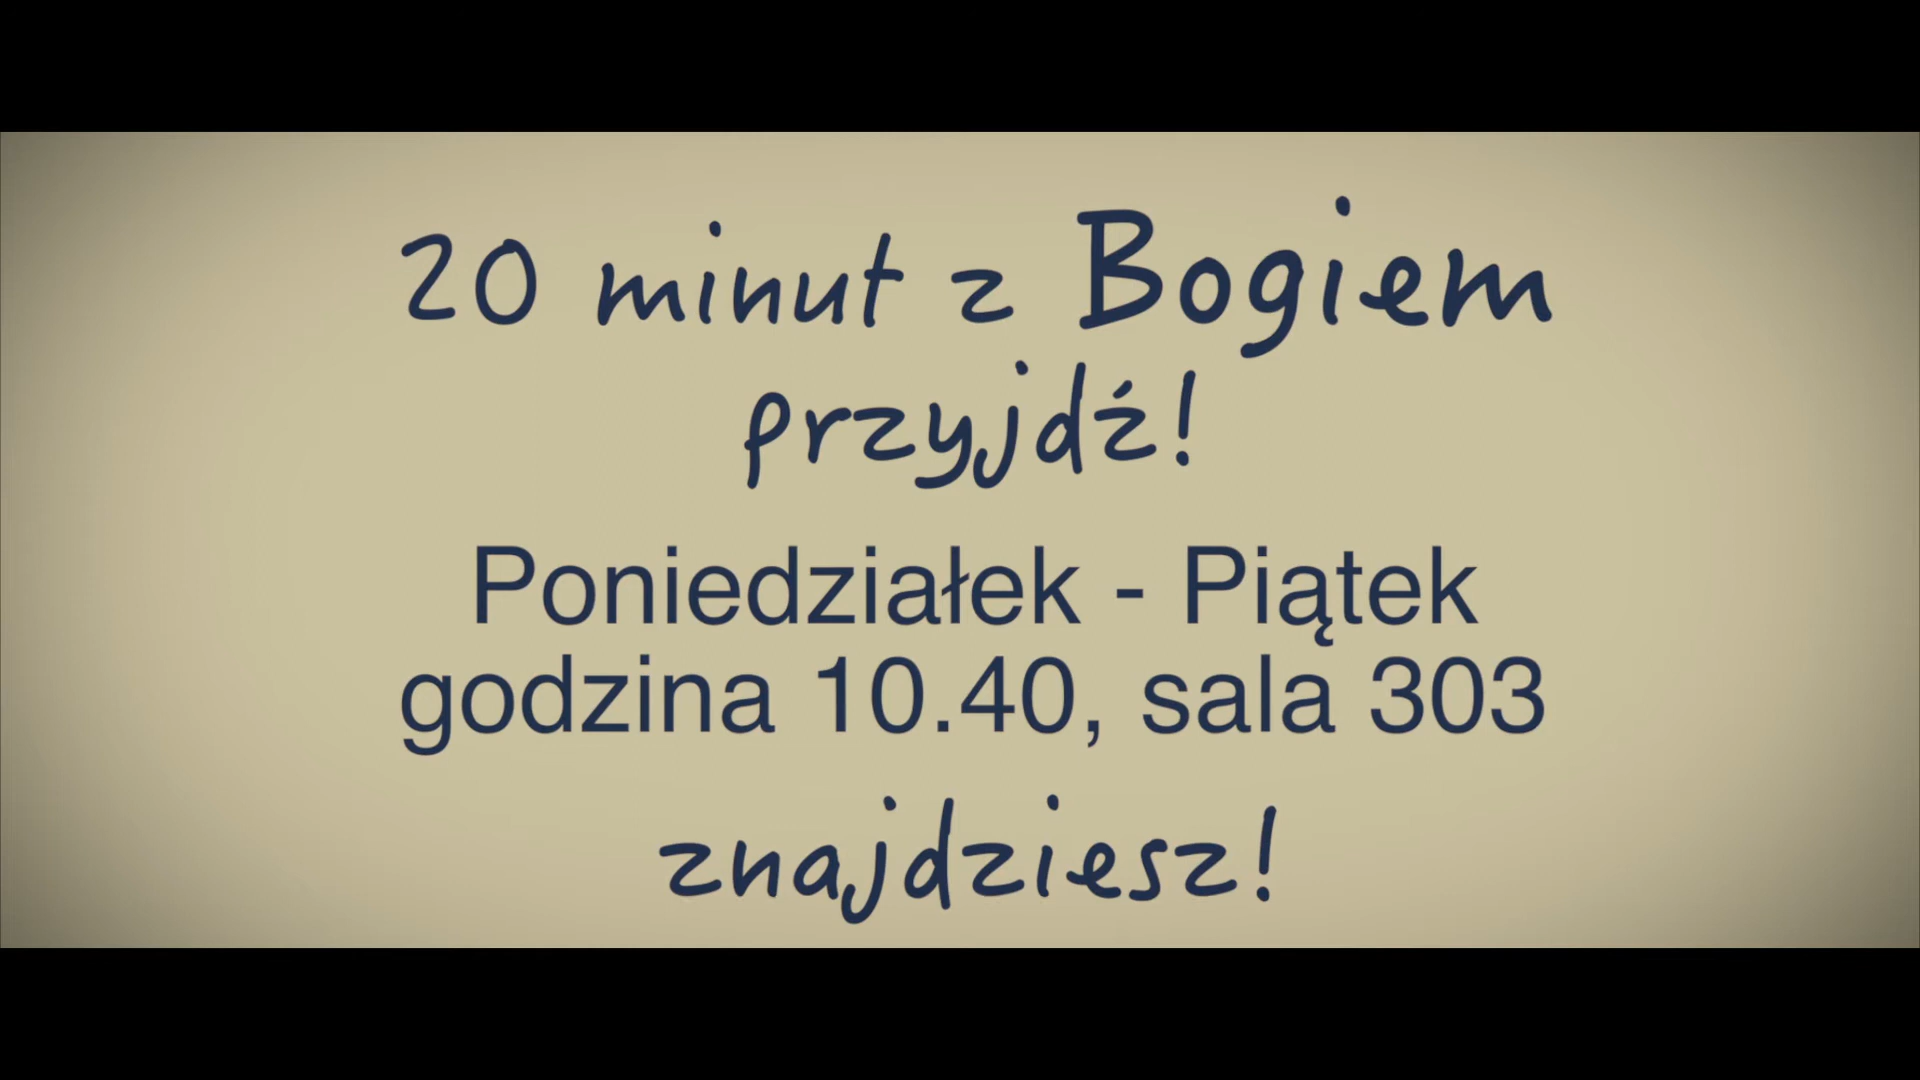 20 minut z Bogiem
przyjdź!
Poniedziałek - Piątek
godzina 10.40, sala 303
znajdziesz!